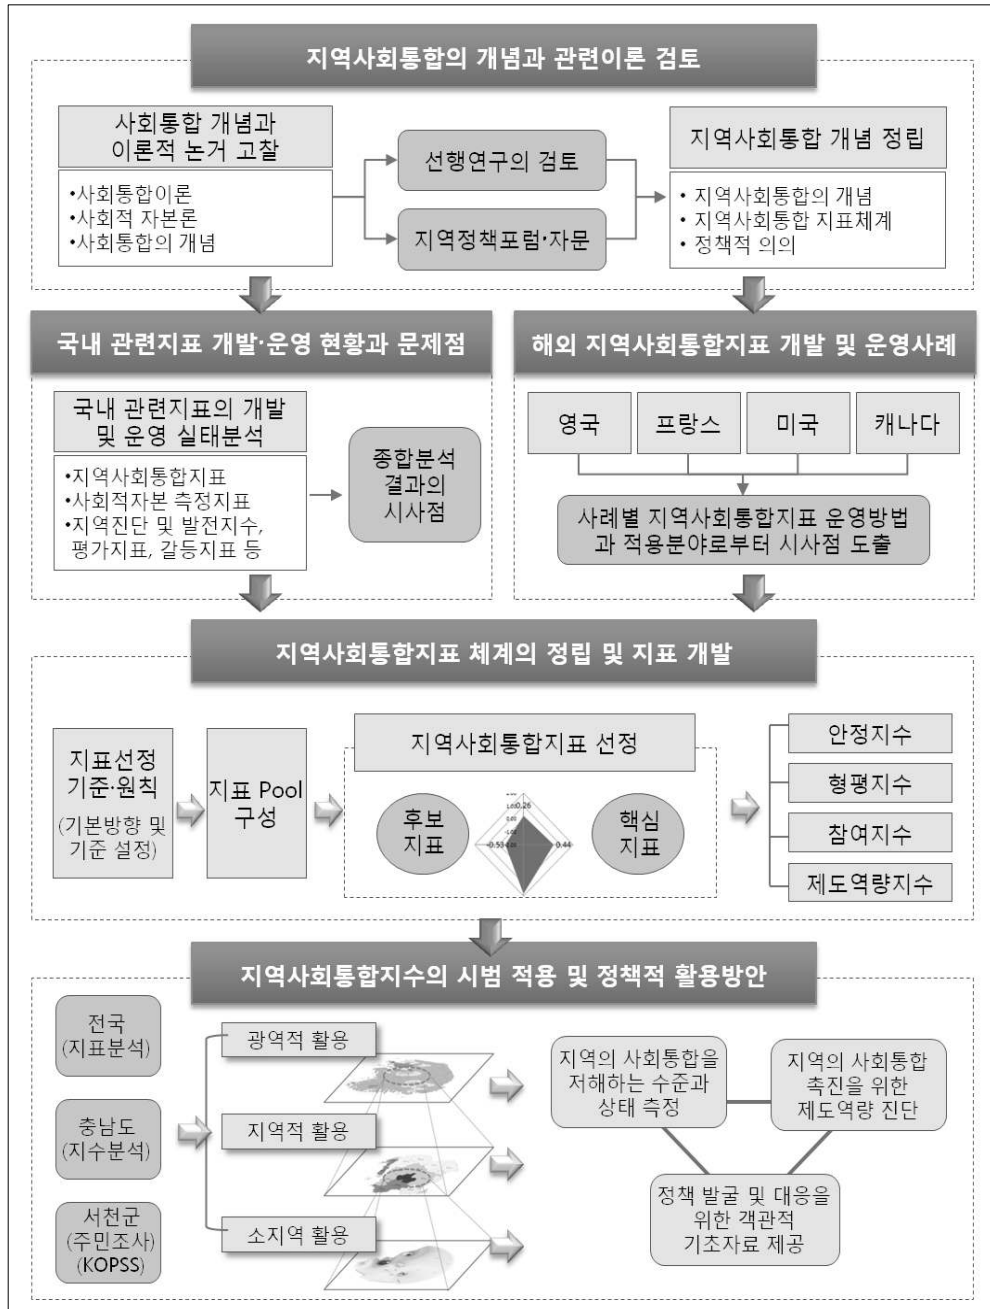 지역사회통합의 개념과 관련이론 검토
사회통합 개념과
이론적 논거 고찰
•사회통합이론
•사회적 자본론
•사회통합의 개념
선행연구의 검토
지역정책포럼·자문
지역사회통합 개념 정립
• 지역사회통합의 개념
• 지역사회통합 지표체계
• 정책적 의의
국내 관련지표 개발·운영 현황과 문제점
국내 관련지표의 개발
및 운영 실태분석
•지역사회통합지표
•사회적자본 측정지표
•지역진단 및 발전지수,
평가지표, 갈등지표 등
종합분석
결과의
시사점
해외 지역사회통합지표 개발 및 운영사례
영국
프랑스
미국
캐나다
사례별 지역사회통합지표 운영방법
과 적용분야로부터 시사점 도출
지역사회통합지표 체계의 정립 및 지표 개발
지표선정
기준·원칙
(기본방향 및
기준 설정)
지표 Pool
구성
지역사회통합지표 선정
후보
지표
0.26
-0.53
0.44
핵심
지표
안정지수
형평지수
참여지수
제도역량지수
지역사회통합지수의 시범 적용 및 정책적 활용방안
전국
(지표분석)
충남도
(지수분석)
서천군
(주민조사)
(KOPSS)
광역적 활용
지역적 활용
소지역 활용
지역의 사회통합을
저해하는 수준과
상태 측정
지역의 사회통합
촉진을 위한
제도역량 진단
정책 발굴 및 대응을
위한 객관적
기초자료 제공